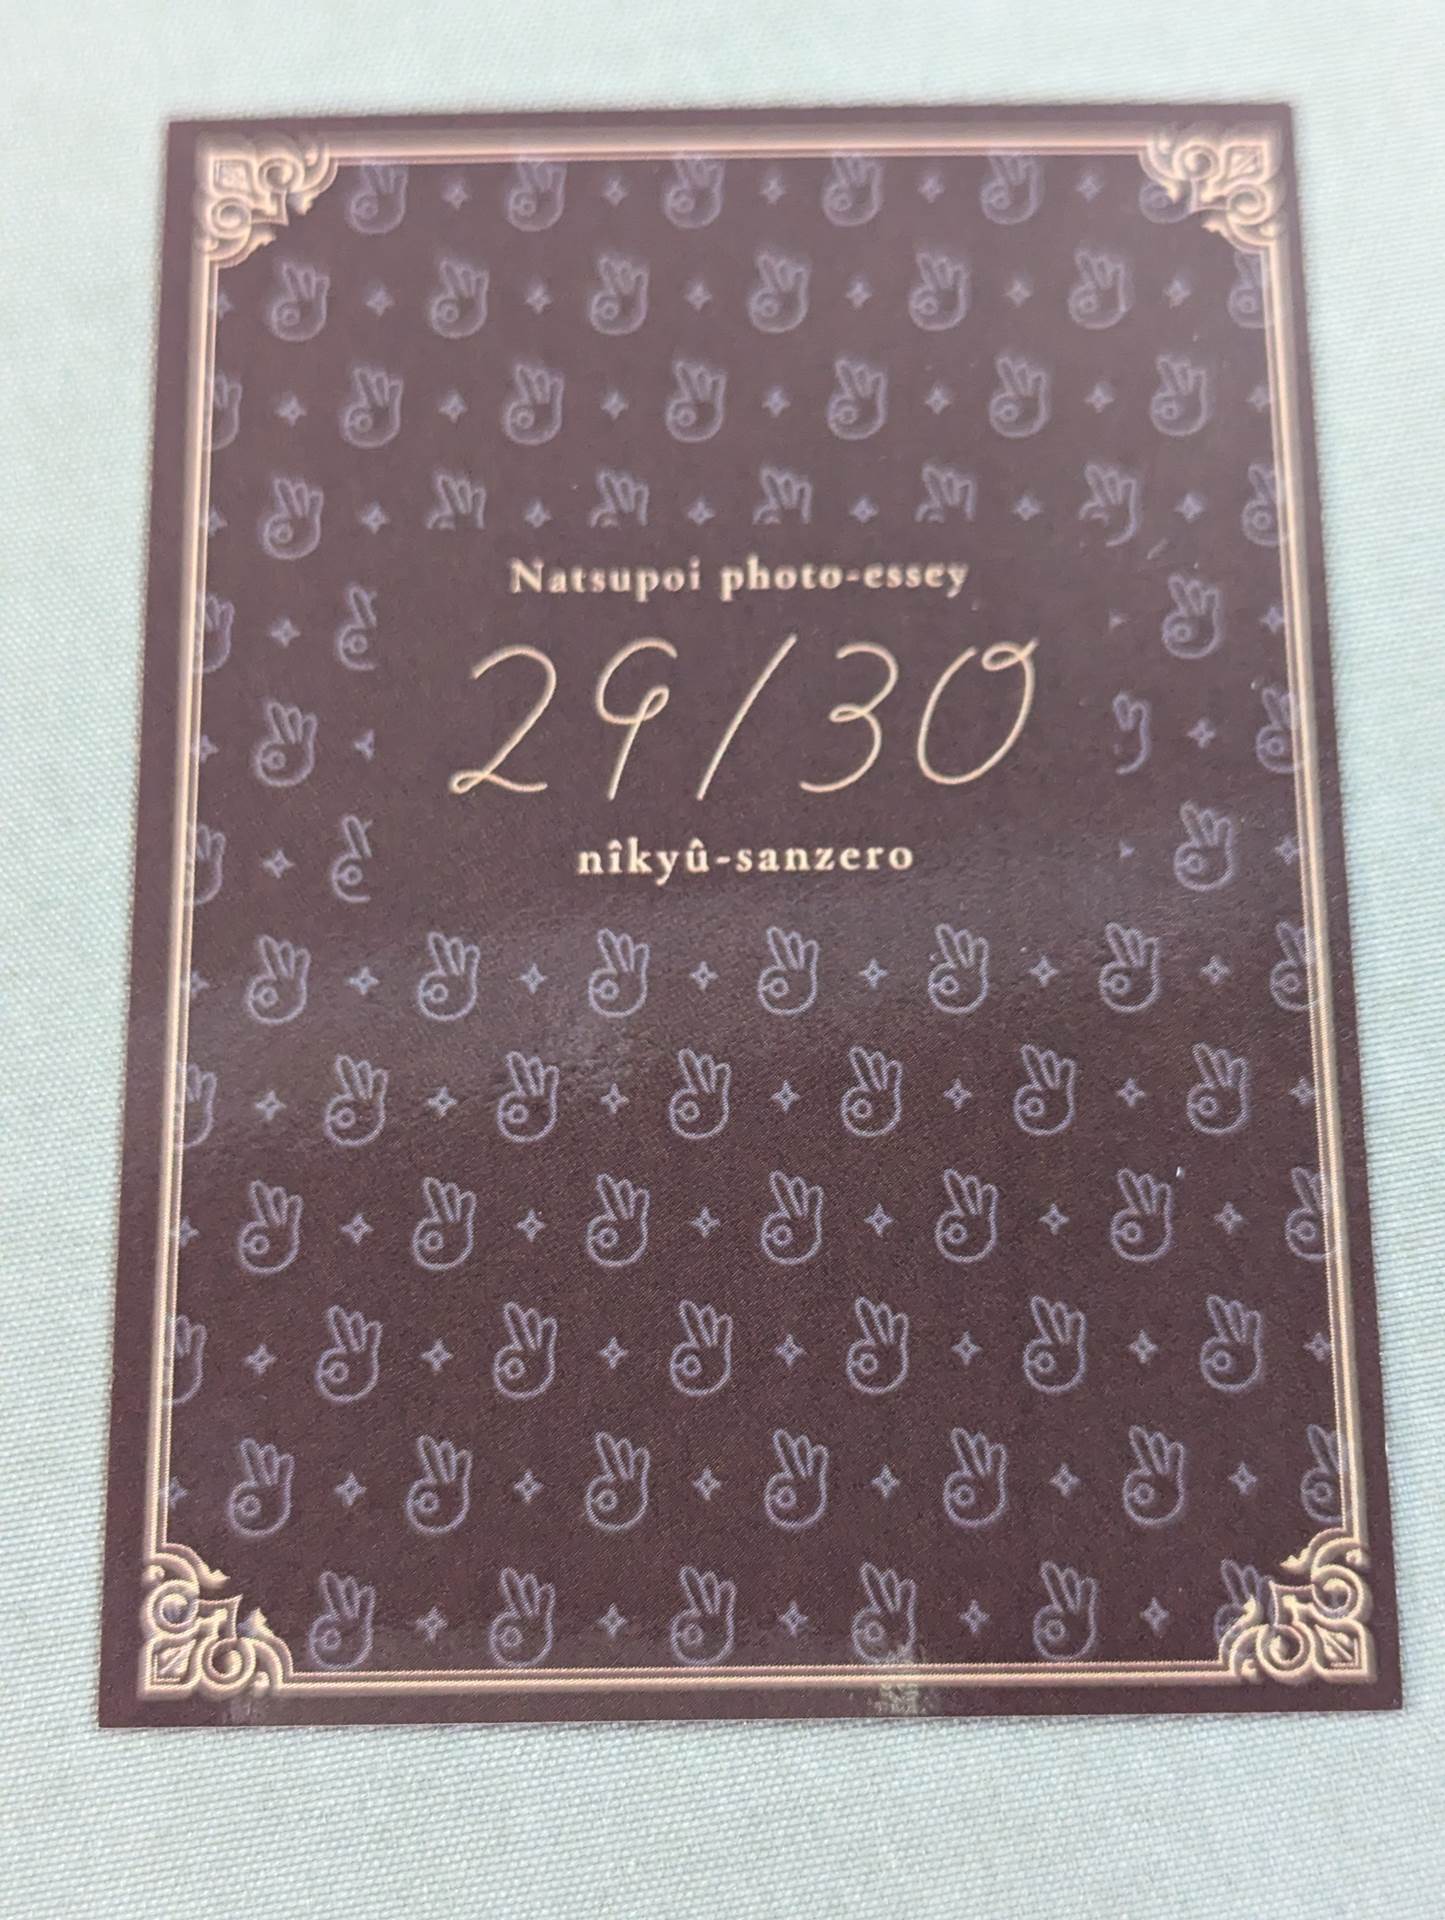 Natsupoi photo-essey
29/30
nîkyû-sanzero